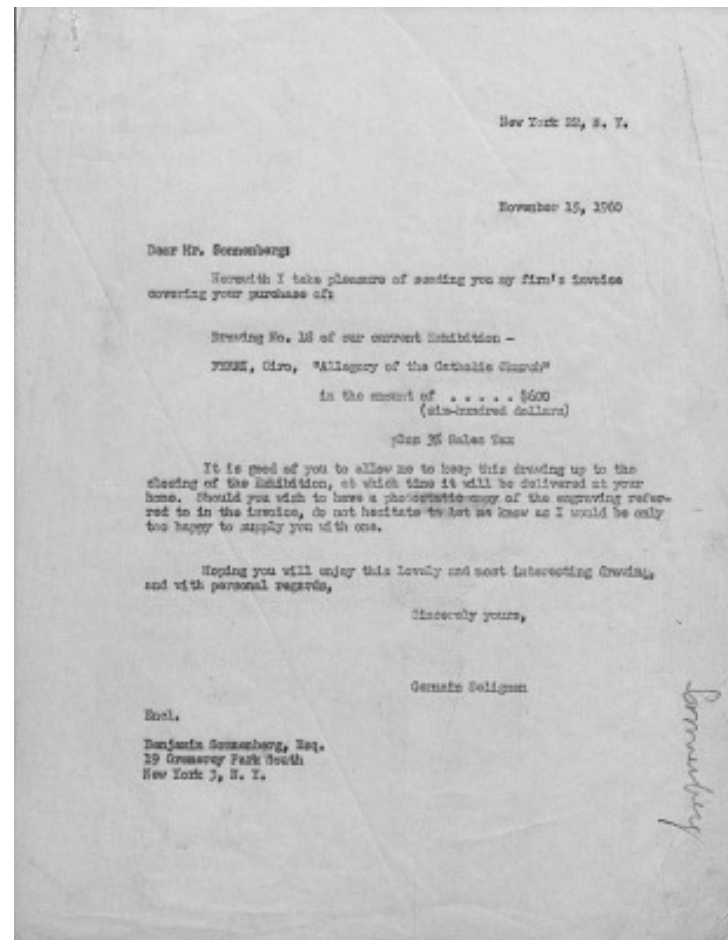 New York 22, N. Y.
November 15, 1960
Dear Mr. Sonnenberg:
Herewith I take pleasure of sending you my firm's invoice
covering your purchase of:
Drawing No. 18 of our current Exhibition -
FERRI, Ciro, "Allegory of the Catholic Church"
in the amount of . . . . . $600
(six-hundred dollars)
plus 3% Sales Tax
It is good of you to allow me to keep this drawing up to the
closing of the Exhibition, at which time it will be delivered at your
home. Should you wish to have a photostatic copy of the engraving refer-
red to in the invoice, do not hesitate to let me know as I would be only
too happy to supply you with one.
Hoping you will enjoy this lovely and most interesting drawing,
and with personal regards,
Sincerely yours,
Germain Seligman
Encl.
Benjamin Sonnenberg, Esq.
19 Gramercy Park South
New York 3, N. Y.
Sonnenberg